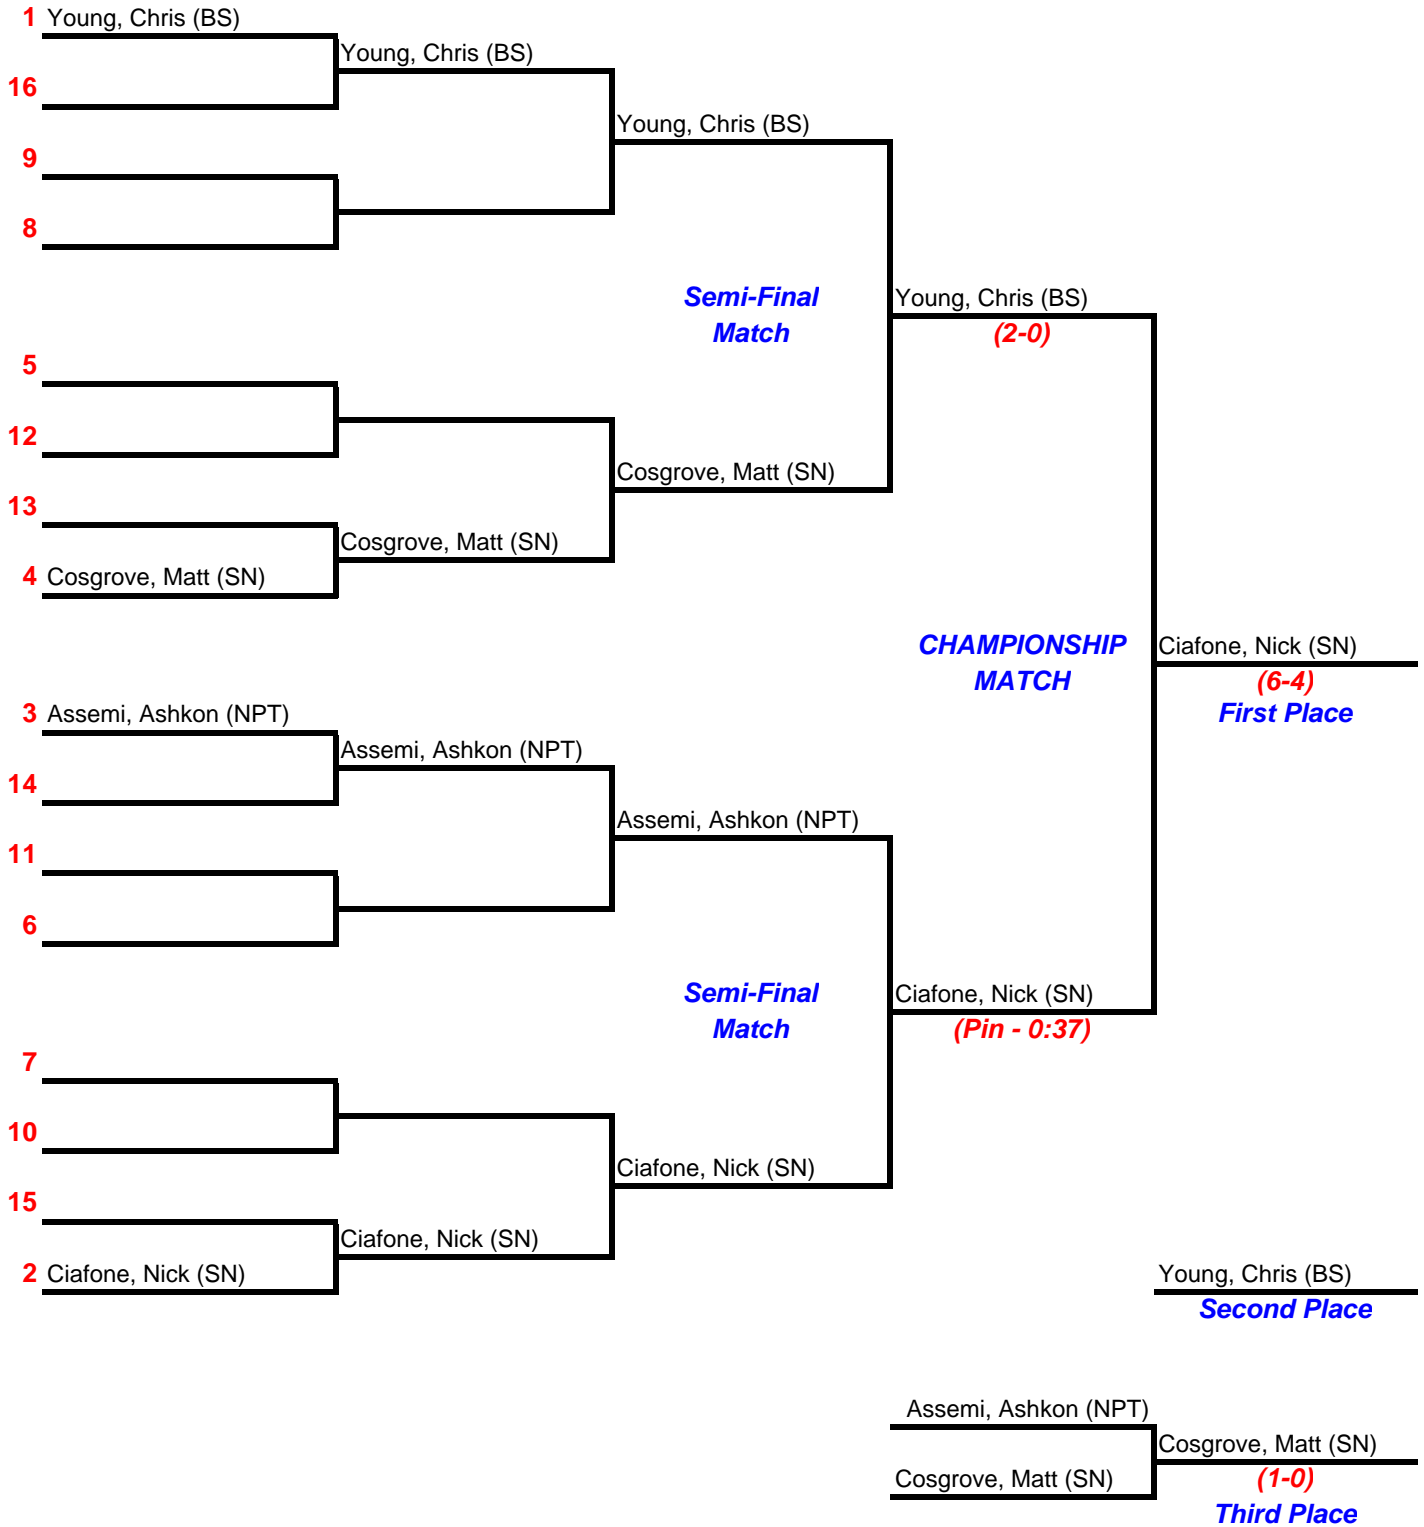 1 Young, Chris (BS)
Young, Chris (BS)
16
Young, Chris (BS)
9
8
Semi-Final
Match
Young, Chris (BS)
(2-0)
5
12
Cosgrove, Matt (SN)
13
Cosgrove, Matt (SN)
4 Cosgrove, Matt (SN)
CHAMPIONSHIP
MATCH
Ciafone, Nick (SN)
(6-4)
First Place
3 Assemi, Ashkon (NPT)
Assemi, Ashkon (NPT)
14
Assemi, Ashkon (NPT)
11
6
Semi-Final
Match
Ciafone, Nick (SN)
(Pin - 0:37)
7
10
Ciafone, Nick (SN)
15
Ciafone, Nick (SN)
2 Ciafone, Nick (SN)
Young, Chris (BS)
Second Place
Assemi, Ashkon (NPT)
Cosgrove, Matt (SN)
Cosgrove, Matt (SN)
(1-0)
Third Place